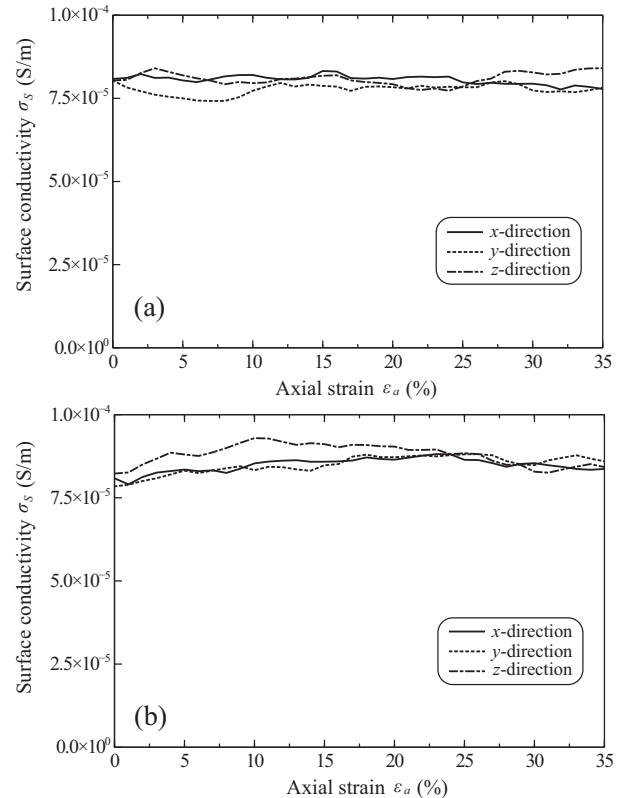 1.0×10⁻⁴
7.5×10⁻⁵
5.0×10⁻⁵
2.5×10⁻⁵
0.0×10⁰
Surface conductivity σ_S (S/m)
x-direction
y-direction
z-direction
(a)
0 5 10 15 20 25 30 35
Axial strain ε_a (%)
1.0×10⁻⁴
7.5×10⁻⁵
5.0×10⁻⁵
2.5×10⁻⁵
0.0×10⁰
Surface conductivity σ_S (S/m)
x-direction
y-direction
z-direction
(b)
0 5 10 15 20 25 30 35
Axial strain ε_a (%)